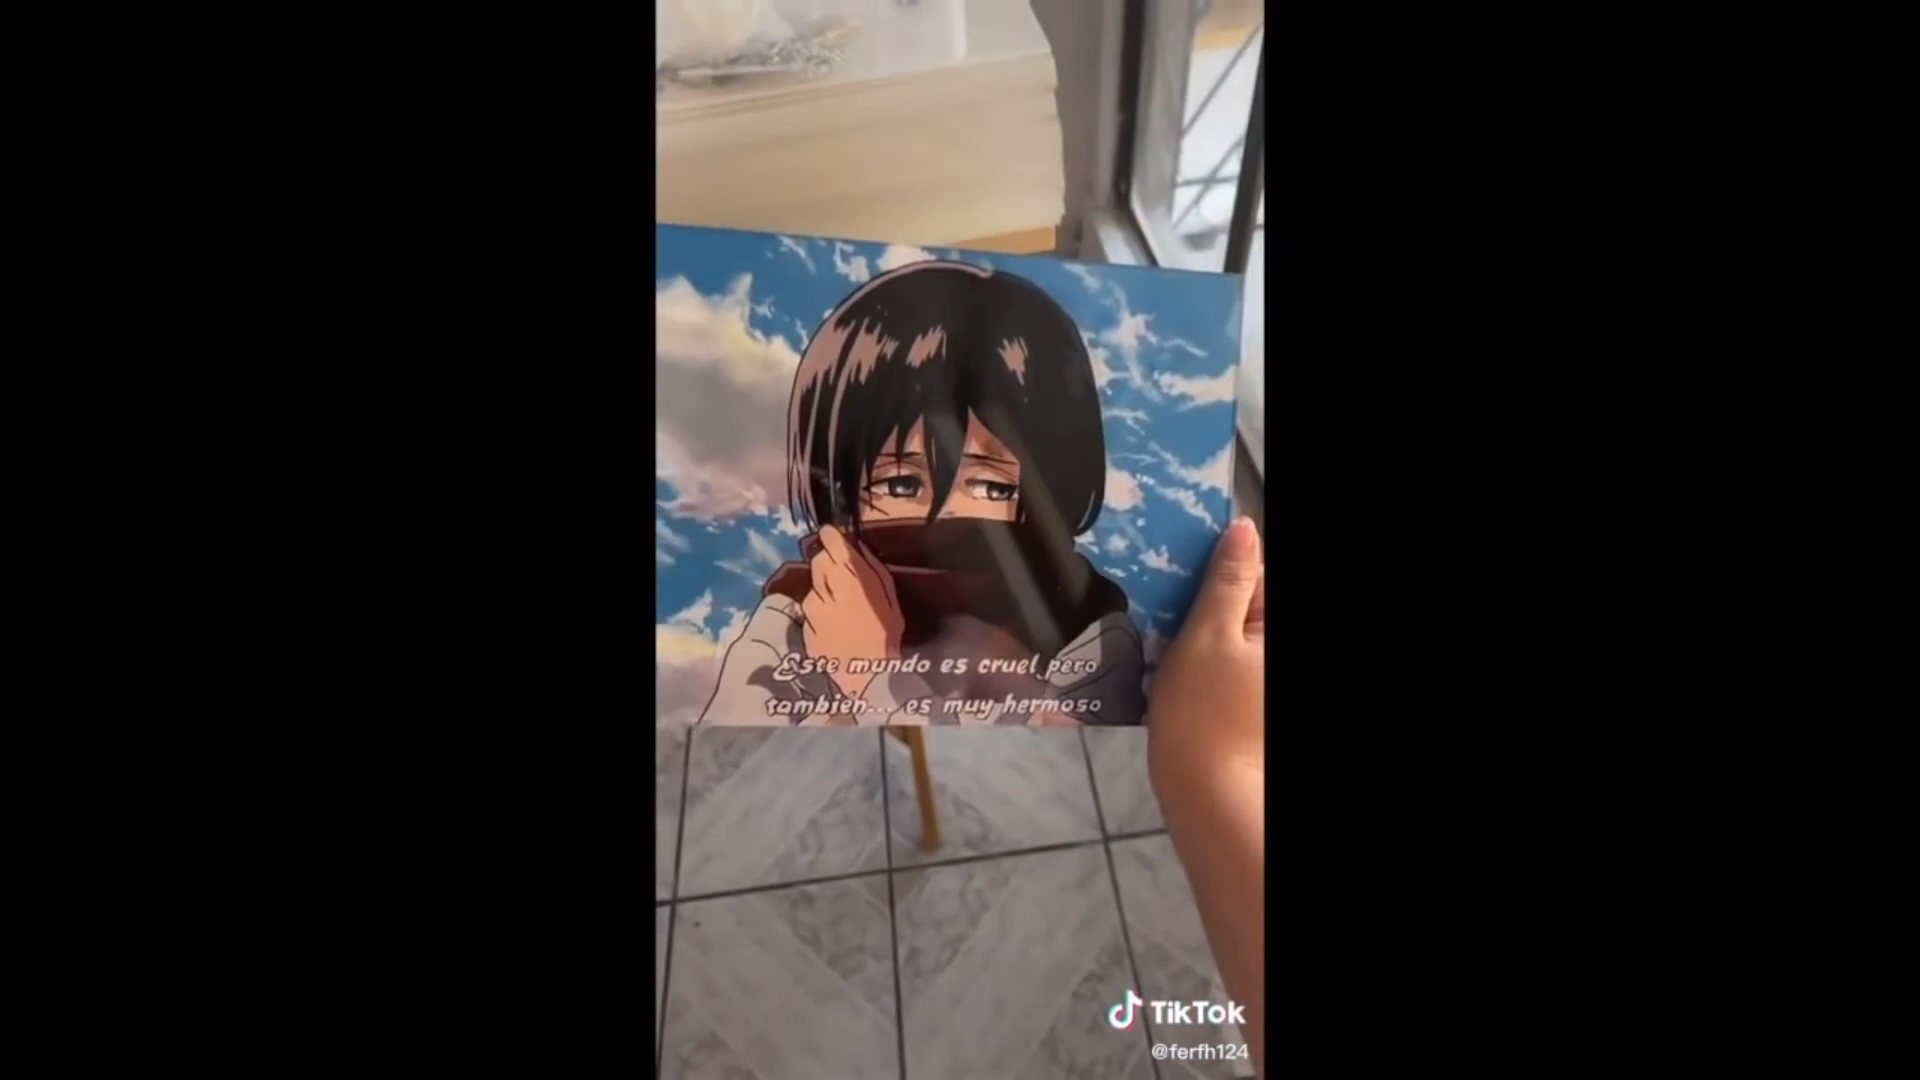 Este mundo es cruel pero
también... es muy hermoso
TikTok
@ferfh124